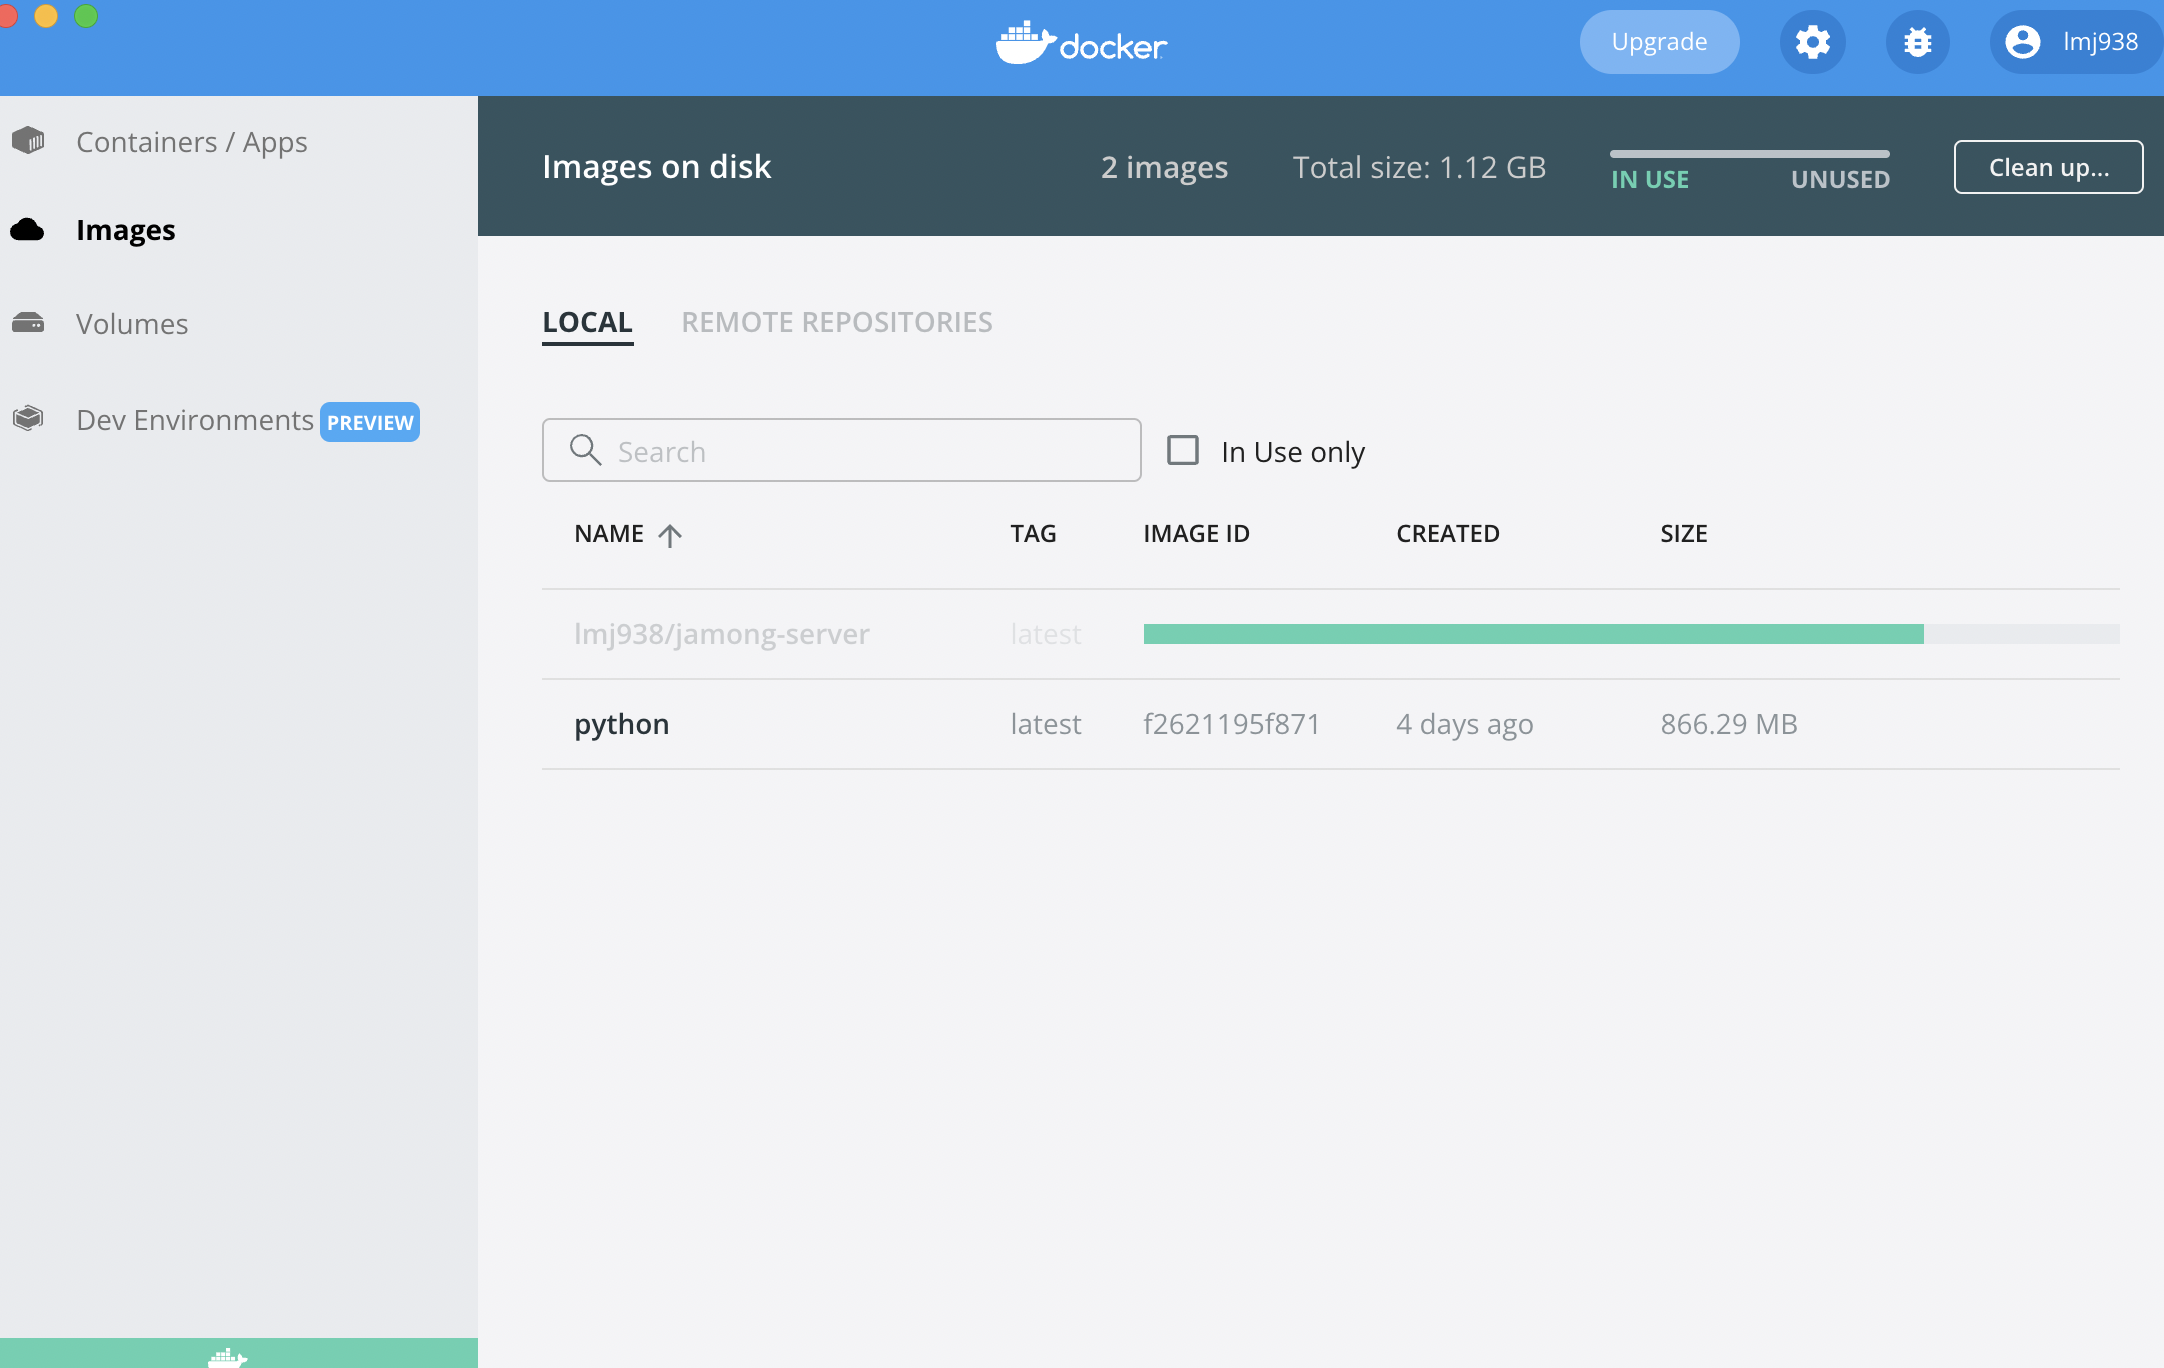 docker
Upgrade
lmj938
Containers / Apps
Images
Volumes
Dev Environments PREVIEW
Images on disk
2 images
Total size: 1.12 GB
IN USE
UNUSED
Clean up...
LOCAL
REMOTE REPOSITORIES
Search
In Use only
NAME TAG IMAGE ID CREATED SIZE
lmj938/jamong-server latest
python latest f2621195f871 4 days ago 866.29 MB